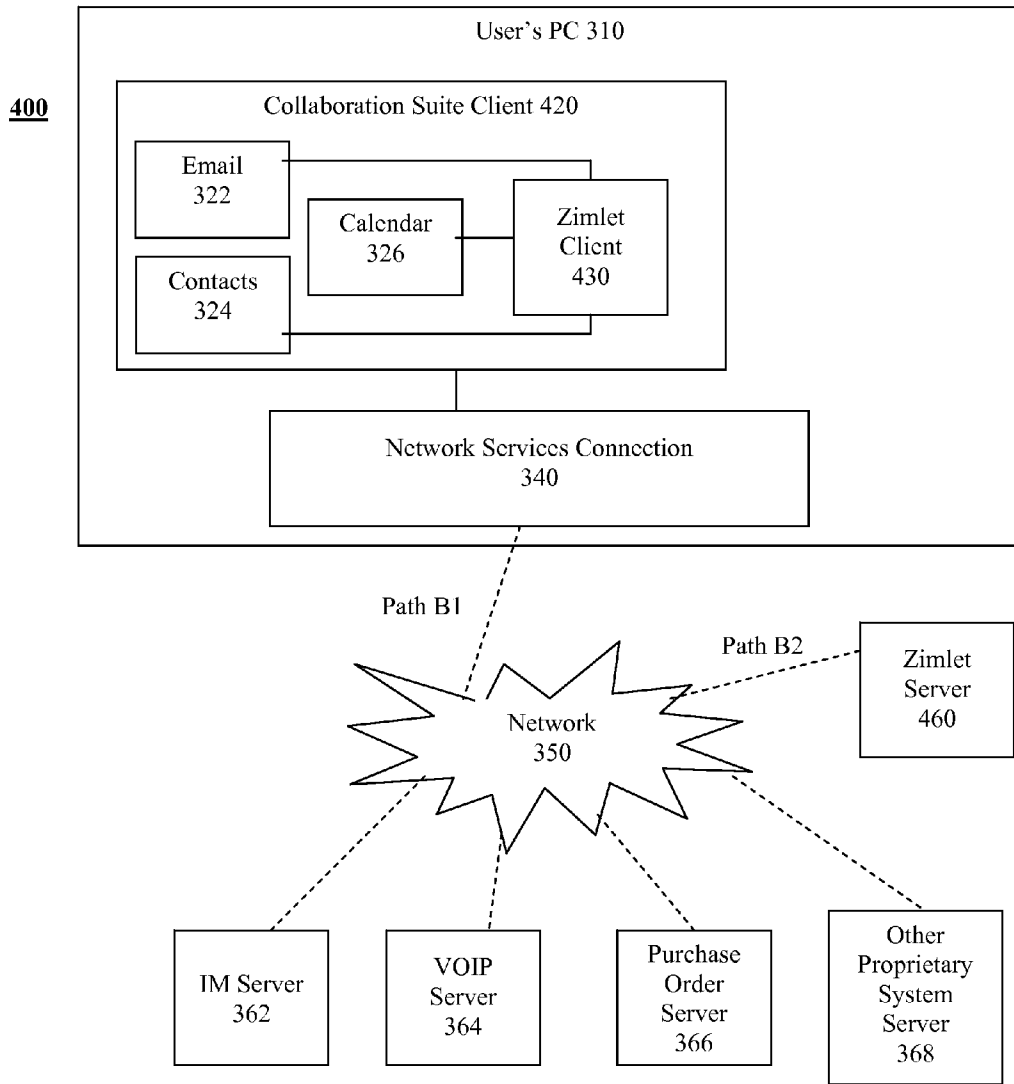 User's PC 310
400
Collaboration Suite Client 420
Email
322
Calendar
326
Zimlet
Client
430
Contacts
324
Network Services Connection
340
Path B1
Path B2
Zimlet
Server
460
Network
350
IM Server
362
VOIP
Server
364
Purchase
Order
Server
366
Other
Proprietary
System
Server
368